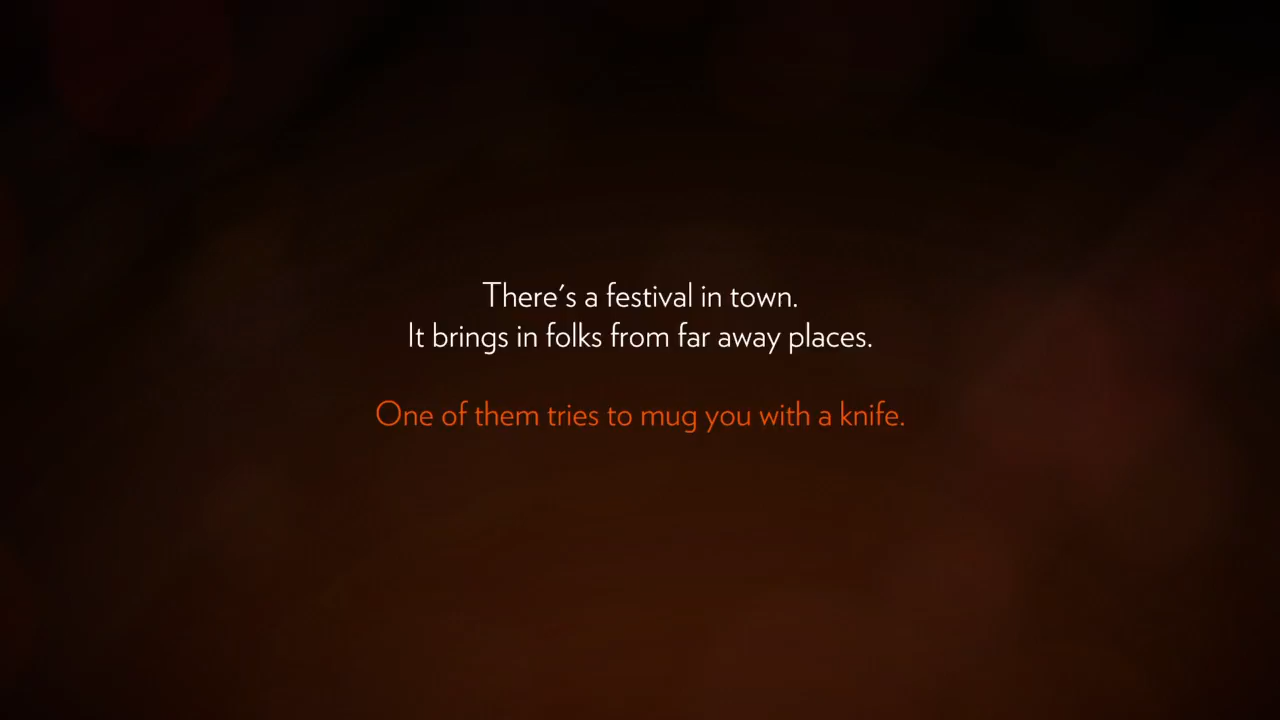 There's a festival in town.
It brings in folks from far away places.
One of them tries to mug you with a knife.